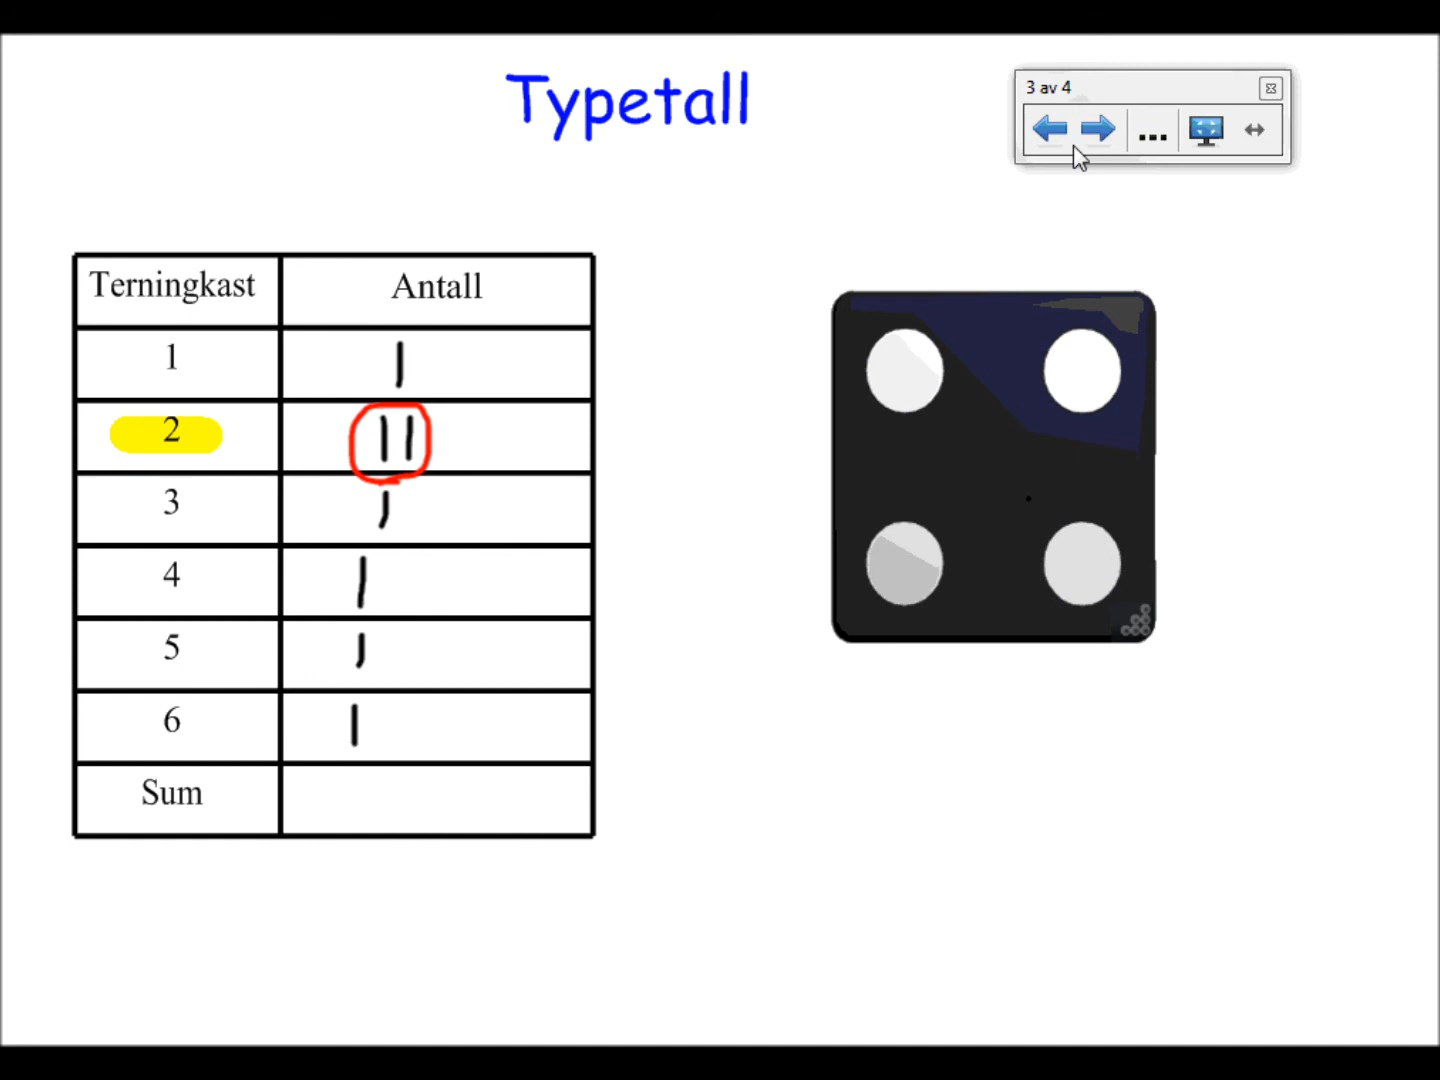 Typetall
3 av 4
Terningkast Antall
1 |
2 ||
3 |
4 |
5 |
6 |
Sum